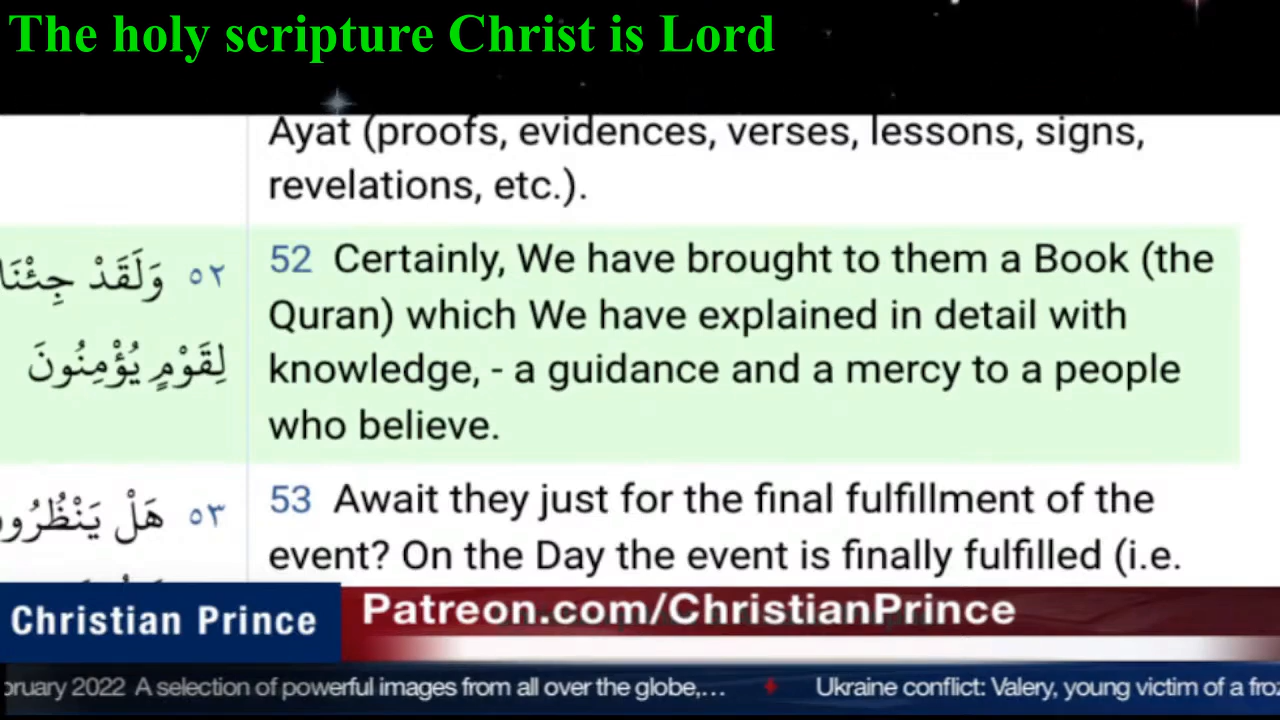 The holy scripture Christ is Lord
Ayat (proofs, evidences, verses, lessons, signs,
revelations, etc.).
52 Certainly, We have brought to them a Book (the
Quran) which We have explained in detail with
knowledge, - a guidance and a mercy to a people
who believe.
٥٢ وَلَقَدْ جِئْنَا
لِقَوْمٍ يُؤْمِنُونَ
53 Await they just for the final fulfillment of the
event? On the Day the event is finally fulfilled (i.e.
٥٣ هَلْ يَنْظُرُو
Christian Prince
Patreon.com/ChristianPrince
bruary 2022 A selection of powerful images from all over the globe,... Ukraine conflict: Valery, young victim of a fro